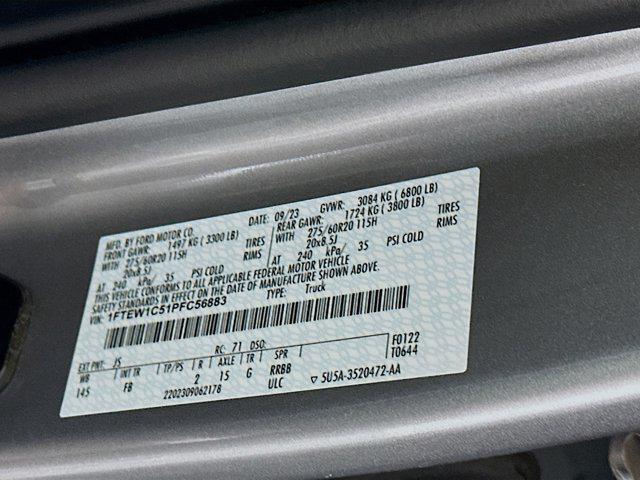 MFD. BY FORD MOTOR CO.
DATE: 09/23 GVWR: 3084 KG ( 6800 LB)
FRONT GAWR: 1497 KG ( 3300 LB) REAR GAWR: 1724 KG ( 3800 LB)
WITH 275/60R20 115H TIRES WITH 275/60R20 115H TIRES
20x8.5J RIMS 20x8.5J RIMS
AT 240 kPa/ 35 PSI COLD AT 240 kPa/ 35 PSI COLD
THIS VEHICLE CONFORMS TO ALL APPLICABLE FEDERAL MOTOR VEHICLE
SAFETY STANDARDS IN EFFECT ON THE DATE OF MANUFACTURE SHOWN ABOVE.
VIN: 1FTEW1C51PFC56883 TYPE: Truck
EXT PNT: JS RC: 71 DSO: F0122
WB INT TR TP/PS R AXLE TR SPR T0644
145 FB 2 15 G RRBB
2202309062178 ULC ▽ 5U5A-3520472-AA